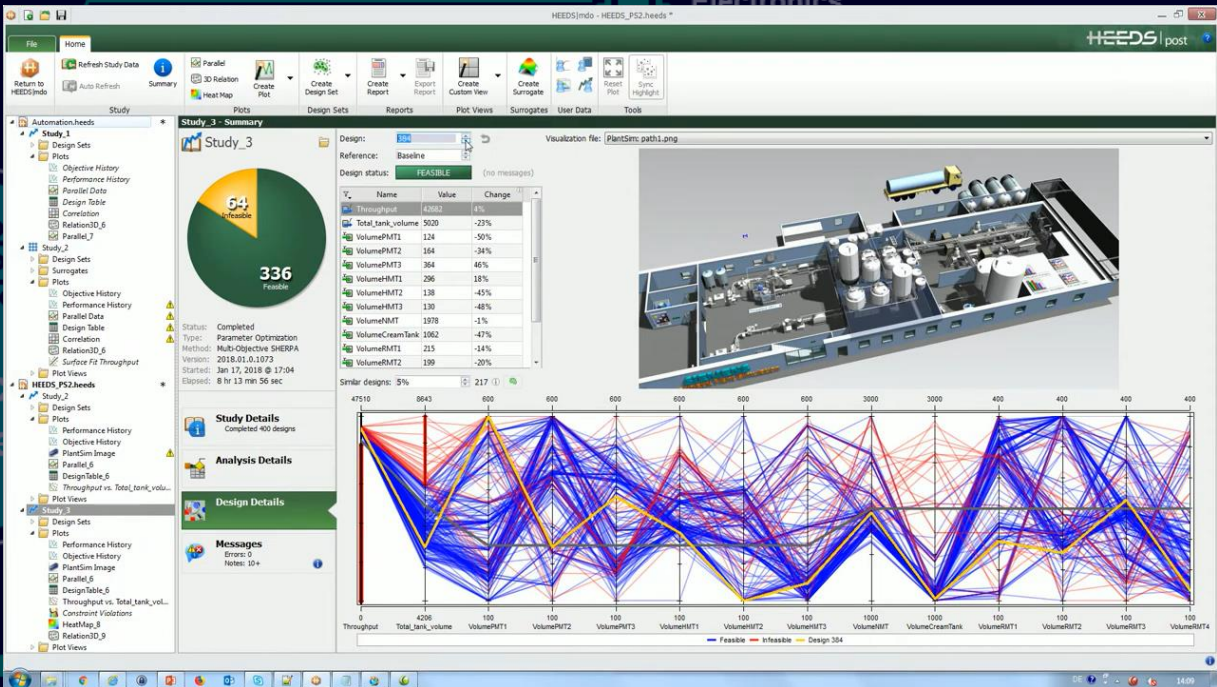 Electronics
HEEDS|mdo - HEEDS_PS2.heeds *
File
Home
HEEDS | post
Return to HEEDS|mdo
Refresh Study Data
Auto Refresh
Summary
Study
Parallel
3D Relation
Heat Map
Create Plot
Plots
Create Design Set
Design Sets
Create Report
Export Report
Reports
Create Custom View
Plot Views
Create Surrogate
Surrogates
User Data
Reset Plot
Sync Highlight
Tools
Automation.heeds *
Study_1
Design Sets
Plots
Objective History
Performance History
Parallel Data
Design Table
Correlation
Relation3D_6
Parallel_7
Study_2
Design Sets
Surrogates
Plots
Objective History
Performance History
Parallel Data
Design Table
Correlation
Relation3D_6
Surface Fit Throughput
Plot Views
HEEDS_PS2.heeds *
Study_2
Design Sets
Plots
Performance History
Objective History
PlantSim Image
Parallel_6
DesignTable_6
Throughput vs. Total_tank_volu...
Plot Views
Study_3
Design Sets
Plots
Performance History
Objective History
PlantSim Image
Parallel_6
DesignTable_6
Throughput vs. Total_tank_vol...
Constraint Violations
HeatMap_8
Relation3D_9
Plot Views
Study_3 - Summary
Study_3
64
Infeasible
336
Feasible
Status: Completed
Type: Parameter Optimization
Method: Multi-Objective SHERPA
Version: 2018.01.0.1073
Started: Jan 17, 2018 @ 17:04
Elapsed: 8 hr 13 min 56 sec
Study Details
Completed 400 designs
Analysis Details
Design Details
Messages
Errors: 0
Notes: 10+
Design: 384
Reference: Baseline
Design status: FEASIBLE (no messages)
Name Value Change
Throughput 42682 4%
Total_tank_volume 5020 -23%
VolumePMT1 124 -50%
VolumePMT2 164 -34%
VolumePMT3 364 46%
VolumeHMT1 296 18%
VolumeHMT2 138 -45%
VolumeHMT3 130 -48%
VolumeNMT 1978 -1%
VolumeCreamTank 1062 -47%
VolumeRMT1 215 -14%
VolumeRMT2 199 -20%
Similar designs: 5% 217
Visualization file: PlantSim: path1.png
47510 8643 600 600 600 600 600 600 3000 3000 400 400 400 400
0 4206 100 100 100 100 100 100 100 100 100 100 100 100
Throughput Total_tank_volume VolumePMT1 VolumePMT2 VolumePMT3 VolumeHMT1 VolumeHMT2 VolumeHMT3 VolumeNMT VolumeCreamTank VolumeRMT1 VolumeRMT2 VolumeRMT3 VolumeRMT4
Feasible Infeasible Design 384
DE
14:09